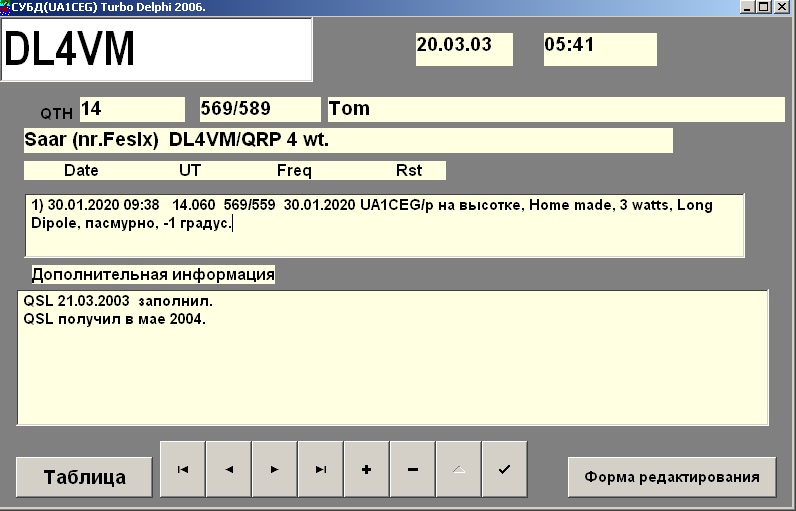 СУБД(UA1CEG) Turbo Delphi 2006.
DL4VM
20.03.03 05:41
QTH 14 569/589 Tom
Saar (nr.Feslx) DL4VM/QRP 4 wt.
Date UT Freq Rst
1) 30.01.2020 09:38 14.060 569/559 30.01.2020 UA1CEG/p на высотке, Home made, 3 watts, Long
Dipole, пасмурно, -1 градус.
Дополнительная информация
QSL 21.03.2003 заполнил.
QSL получил в мае 2004.
Таблица
Форма редактирования